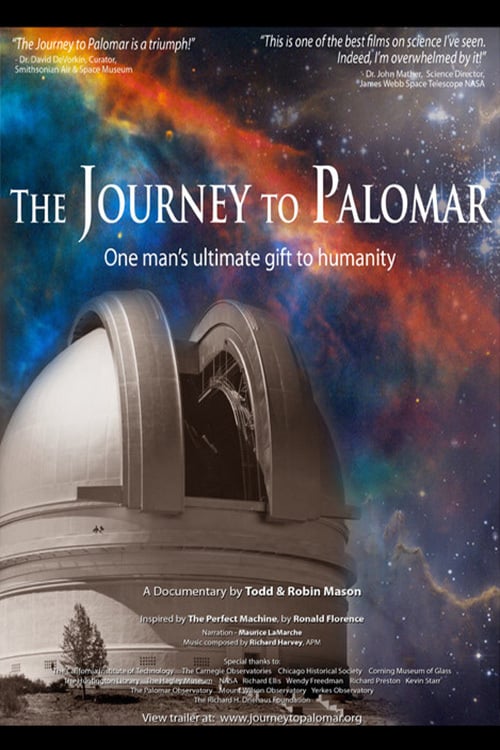 "The Journey to Palomar is a triumph!"
- Dr. David DeVorkin, Curator,
Smithsonian Air & Space Museum
"This is one of the best films on science I've seen.
Indeed, I'm overwhelmed by it!"
- Dr. John Mather, Science Director,
James Webb Space Telescope NASA
THE JOURNEY TO PALOMAR
One man's ultimate gift to humanity
A Documentary by Todd & Robin Mason
Inspired by The Perfect Machine, by Ronald Florence
Narration - Maurice LaMarche
Music composed by Richard Harvey, APM
Special thanks to:
The California Institute of Technology The Carnegie Observatories Chicago Historical Society Corning Museum of Glass
The Huntington Library The Hagley Museum NASA Richard Ellis Wendy Freedman Richard Preston Kevin Starr
The Palomar Observatory Mount Wilson Observatory Yerkes Observatory
The Richard H. Driehaus Foundation
View trailer at: www.journeytopalomar.org